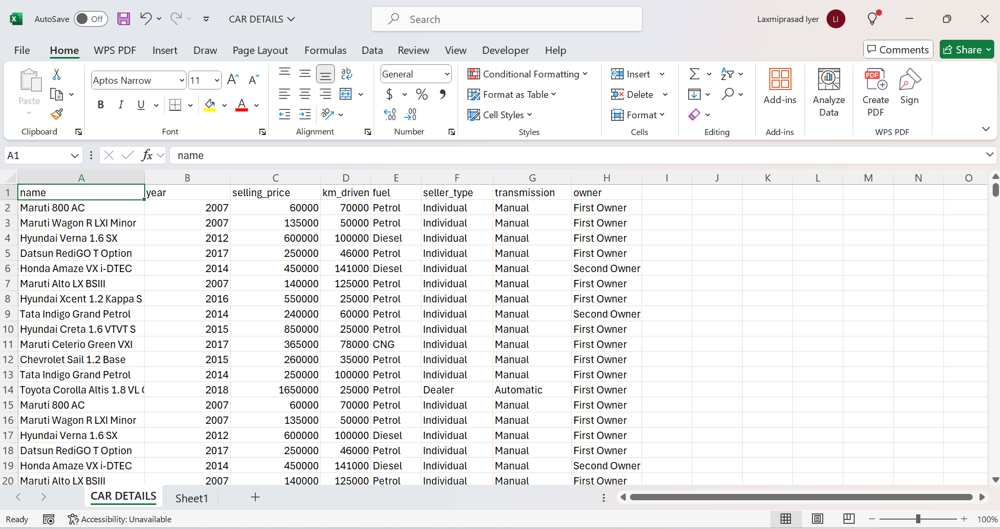 AutoSave Off CAR DETAILS Search Laxmiprasad Iyer LI
File Home WPS PDF Insert Draw Page Layout Formulas Data Review View Developer Help Comments Share
Paste
Clipboard
Aptos Narrow 11
B I U A
Font
ab
Alignment
General
$ % ,
Number
Conditional Formatting
Format as Table
Cell Styles
Styles
Insert
Delete
Format
Cells
Editing
Add-ins
Add-ins
Analyze
Data
Create
PDF
Sign
WPS PDF
A1 fx name
A B C D E F G H I J K L M N O
1 name year selling_price km_driven fuel seller_type transmission owner
2 Maruti 800 AC 2007 60000 70000 Petrol Individual Manual First Owner
3 Maruti Wagon R LXI Minor 2007 135000 50000 Petrol Individual Manual First Owner
4 Hyundai Verna 1.6 SX 2012 600000 100000 Diesel Individual Manual First Owner
5 Datsun RediGO T Option 2017 250000 46000 Petrol Individual Manual First Owner
6 Honda Amaze VX i-DTEC 2014 450000 141000 Diesel Individual Manual Second Owner
7 Maruti Alto LX BSIII 2007 140000 125000 Petrol Individual Manual First Owner
8 Hyundai Xcent 1.2 Kappa S 2016 550000 25000 Petrol Individual Manual First Owner
9 Tata Indigo Grand Petrol 2014 240000 60000 Petrol Individual Manual Second Owner
10 Hyundai Creta 1.6 VTVT S 2015 850000 25000 Petrol Individual Manual First Owner
11 Maruti Celerio Green VXI 2017 365000 78000 CNG Individual Manual First Owner
12 Chevrolet Sail 1.2 Base 2015 260000 35000 Petrol Individual Manual First Owner
13 Tata Indigo Grand Petrol 2014 250000 100000 Petrol Individual Manual First Owner
14 Toyota Corolla Altis 1.8 VL 2018 1650000 25000 Petrol Dealer Automatic First Owner
15 Maruti 800 AC 2007 60000 70000 Petrol Individual Manual First Owner
16 Maruti Wagon R LXI Minor 2007 135000 50000 Petrol Individual Manual First Owner
17 Hyundai Verna 1.6 SX 2012 600000 100000 Diesel Individual Manual First Owner
18 Datsun RediGO T Option 2017 250000 46000 Petrol Individual Manual First Owner
19 Honda Amaze VX i-DTEC 2014 450000 141000 Diesel Individual Manual Second Owner
20 Maruti Alto LX BSIII 2007 140000 125000 Petrol Individual Manual First Owner
CAR DETAILS Sheet1
Ready Accessibility: Unavailable 100%